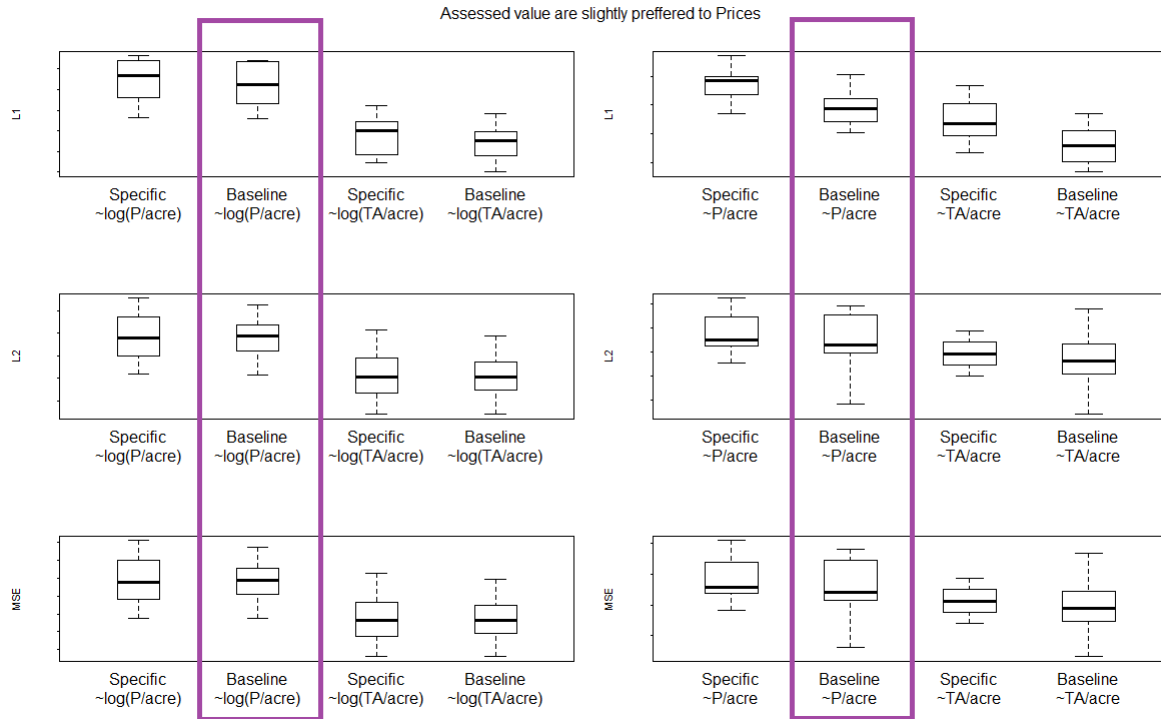 Assessed value are slightly preffered to Prices
L1
Specific Baseline Specific Baseline
~log(P/acre) ~log(P/acre) ~log(TA/acre) ~log(TA/acre)
L1
Specific Baseline Specific Baseline
~P/acre ~P/acre ~TA/acre ~TA/acre
L2
Specific Baseline Specific Baseline
~log(P/acre) ~log(P/acre) ~log(TA/acre) ~log(TA/acre)
L2
Specific Baseline Specific Baseline
~P/acre ~P/acre ~TA/acre ~TA/acre
MSE
Specific Baseline Specific Baseline
~log(P/acre) ~log(P/acre) ~log(TA/acre) ~log(TA/acre)
MSE
Specific Baseline Specific Baseline
~P/acre ~P/acre ~TA/acre ~TA/acre